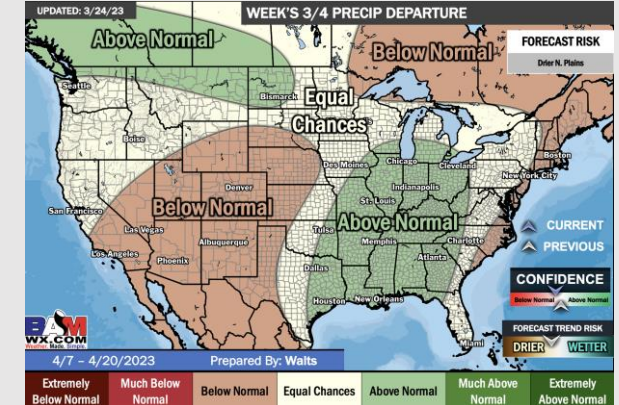 UPDATED: 3/24/23
WEEK'S 3/4 PRECIP DEPARTURE
Above Normal
Below Normal
FORECAST RISK
Drier N. Plains
Seattle
Bismarck
Equal
Chances
Boise
Des Moines
Chicago
Cleveland
Boston
New York City
Denver
Indianapolis
St. Louis
San Francisco
Below Normal
Above Normal
Las Vegas
Tulsa
Albuquerque
Memphis
Charlotte
CURRENT
Los Angeles
Phoenix
Dallas
Atlanta
PREVIOUS
Houston
New Orleans
CONFIDENCE
Below Normal
Above Normal
BAM
WX.COM
Weather. Made. Simple.
Miami
FORECAST TREND RISK
DRIER
WETTER
4/7 - 4/20/2023
Prepared By: Walts
Extremely
Below Normal
Much Below
Normal
Below Normal
Equal Chances
Above Normal
Much Above
Normal
Extremely
Above Normal